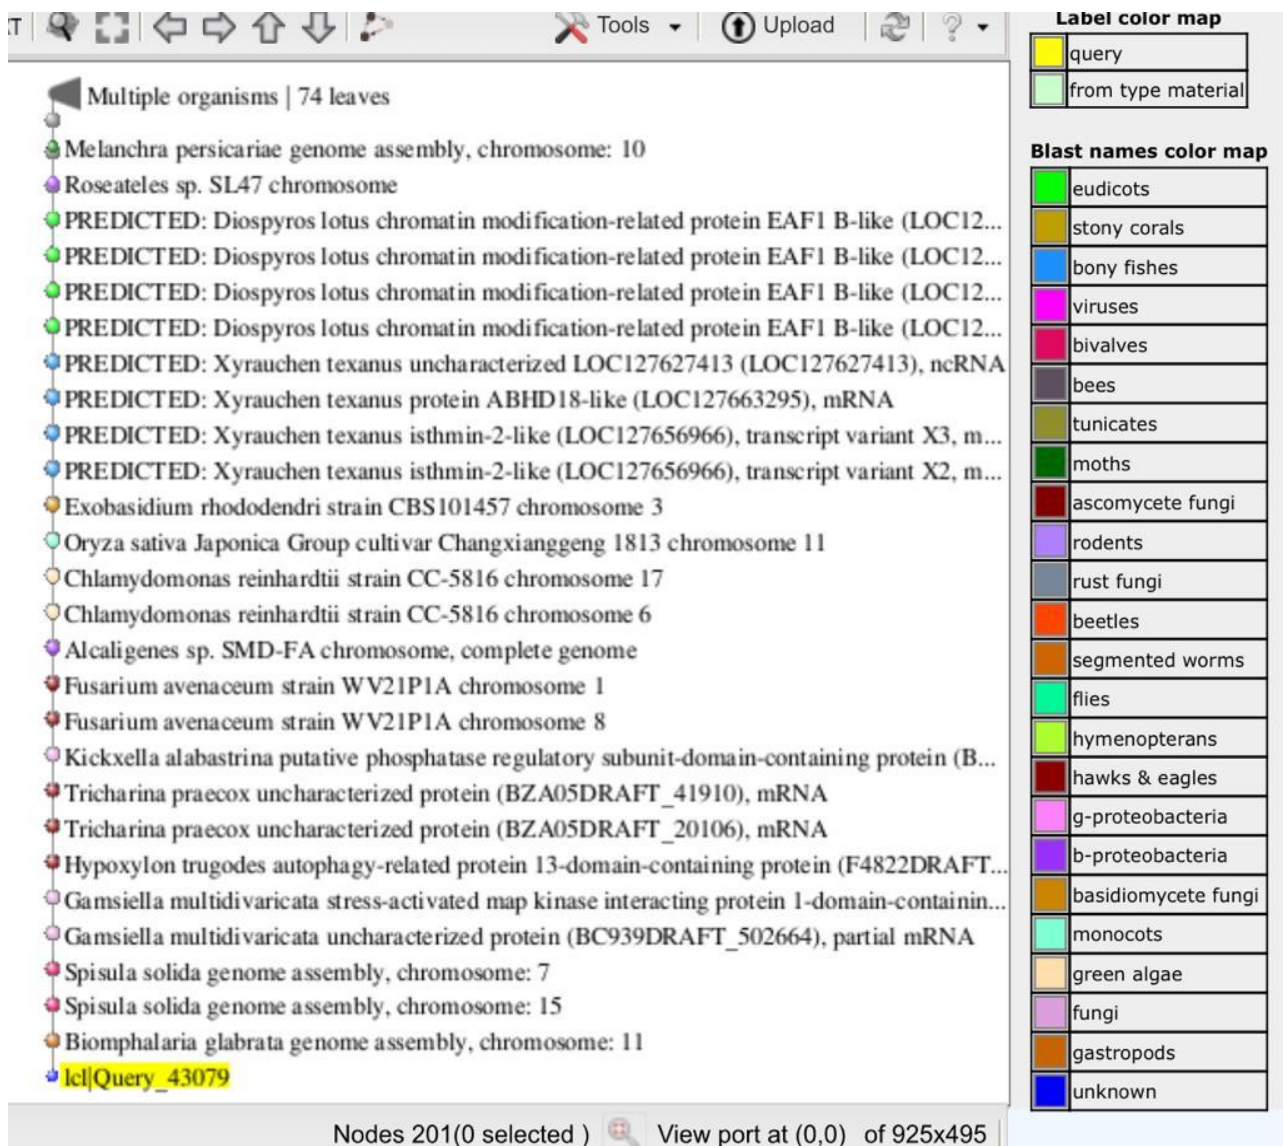 Tools
Upload
?
Multiple organisms | 74 leaves
Melanchra persicariae genome assembly, chromosome: 10
Roseateles sp. SL47 chromosome
PREDICTED: Diospyros lotus chromatin modification-related protein EAF1 B-like (LOC12...
PREDICTED: Diospyros lotus chromatin modification-related protein EAF1 B-like (LOC12...
PREDICTED: Diospyros lotus chromatin modification-related protein EAF1 B-like (LOC12...
PREDICTED: Diospyros lotus chromatin modification-related protein EAF1 B-like (LOC12...
PREDICTED: Xyrauchen texanus uncharacterized LOC127627413 (LOC127627413), ncRNA
PREDICTED: Xyrauchen texanus protein ABHD18-like (LOC127663295), mRNA
PREDICTED: Xyrauchen texanus isthmin-2-like (LOC127656966), transcript variant X3, m...
PREDICTED: Xyrauchen texanus isthmin-2-like (LOC127656966), transcript variant X2, m...
Exobasidium rhododendri strain CBS101457 chromosome 3
Oryza sativa Japonica Group cultivar Changxianggeng 1813 chromosome 11
Chlamydomonas reinhardtii strain CC-5816 chromosome 17
Chlamydomonas reinhardtii strain CC-5816 chromosome 6
Alcaligenes sp. SMD-FA chromosome, complete genome
Fusarium avenaceum strain WV21P1A chromosome 1
Fusarium avenaceum strain WV21P1A chromosome 8
Kickxella alabastrina putative phosphatase regulatory subunit-domain-containing protein (B...
Tricharina praecox uncharacterized protein (BZA05DRAFT_41910), mRNA
Tricharina praecox uncharacterized protein (BZA05DRAFT_20106), mRNA
Hypoxylon trugodes autophagy-related protein 13-domain-containing protein (F4822DRAFT...
Gamsiella multidivaricata stress-activated map kinase interacting protein 1-domain-containin...
Gamsiella multidivaricata uncharacterized protein (BC939DRAFT_502664), partial mRNA
Spisula solida genome assembly, chromosome: 7
Spisula solida genome assembly, chromosome: 15
Biomphalaria glabrata genome assembly, chromosome: 11
lcl|Query_43079
Nodes 201(0 selected ) View port at (0,0) of 925x495
Label color map
query
from type material
Blast names color map
eudicots
stony corals
bony fishes
viruses
bivalves
bees
tunicates
moths
ascomycete fungi
rodents
rust fungi
beetles
segmented worms
flies
hymenopterans
hawks & eagles
g-proteobacteria
b-proteobacteria
basidiomycete fungi
monocots
green algae
fungi
gastropods
unknown